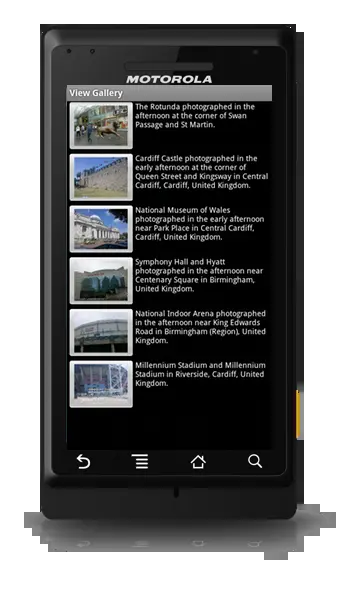 MOTOROLA
View Gallery
The Rotunda photographed in the
afternoon at the corner of Swan
Passage and St Martin.
Cardiff Castle photographed in the
early afternoon at the corner of
Queen Street and Kingsway in Central
Cardiff, Cardiff, United Kingdom.
National Museum of Wales
photographed in the early afternoon
near Park Place in Central Cardiff,
Cardiff, United Kingdom.
Symphony Hall and Hyatt
photographed in the afternoon near
Centenary Square in Birmingham,
United Kingdom.
National Indoor Arena photographed
in the afternoon near King Edwards
Road in Birmingham (Region), United
Kingdom.
Millennium Stadium and Millennium
Stadium in Riverside, Cardiff, United
Kingdom.